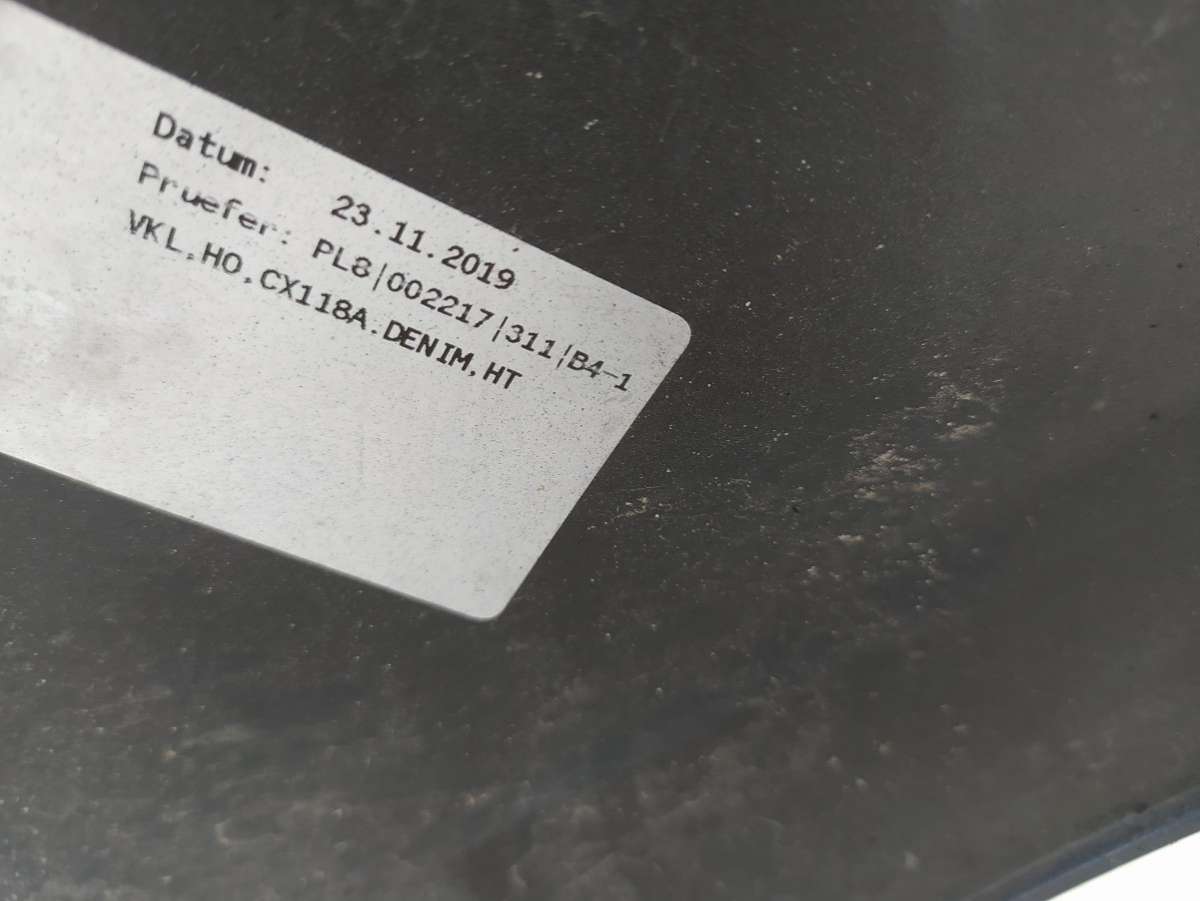 Datum: 23.11.2019
Pruefer: PL8|002217|311|B4-1
VKL,HO,CX118A.DENIM,HT